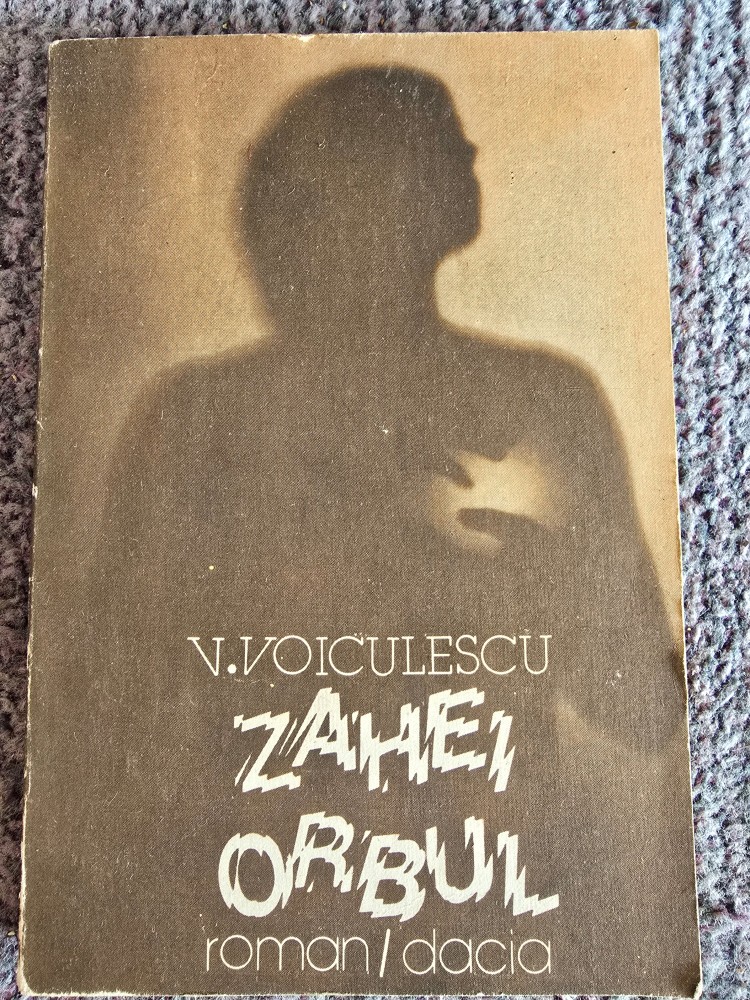 V. VOICULESCU
ZAHEI
ORBUL
roman/dacia